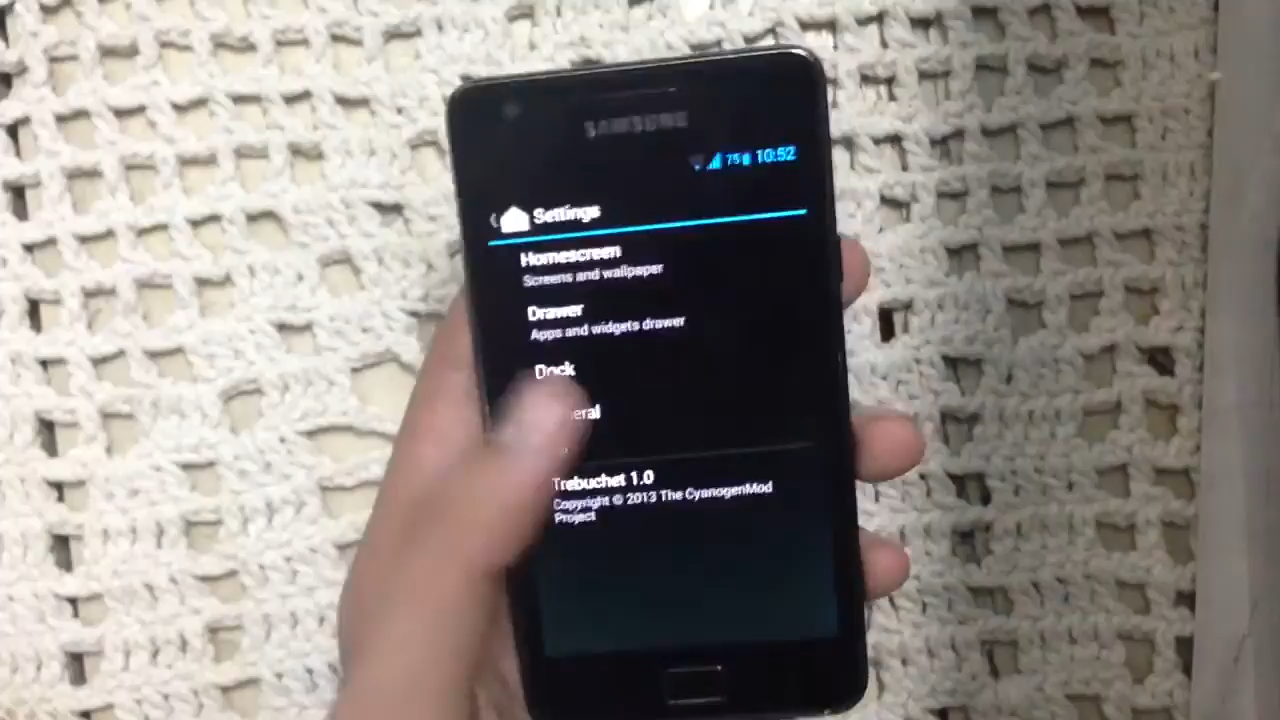 SAMSUNG
75 10:52
Settings
Homescreen
Screens and wallpaper
Drawer
Apps and widgets drawer
Dock
eral
Trebuchet 1.0
Copyright © 2013 The CyanogenMod
Project